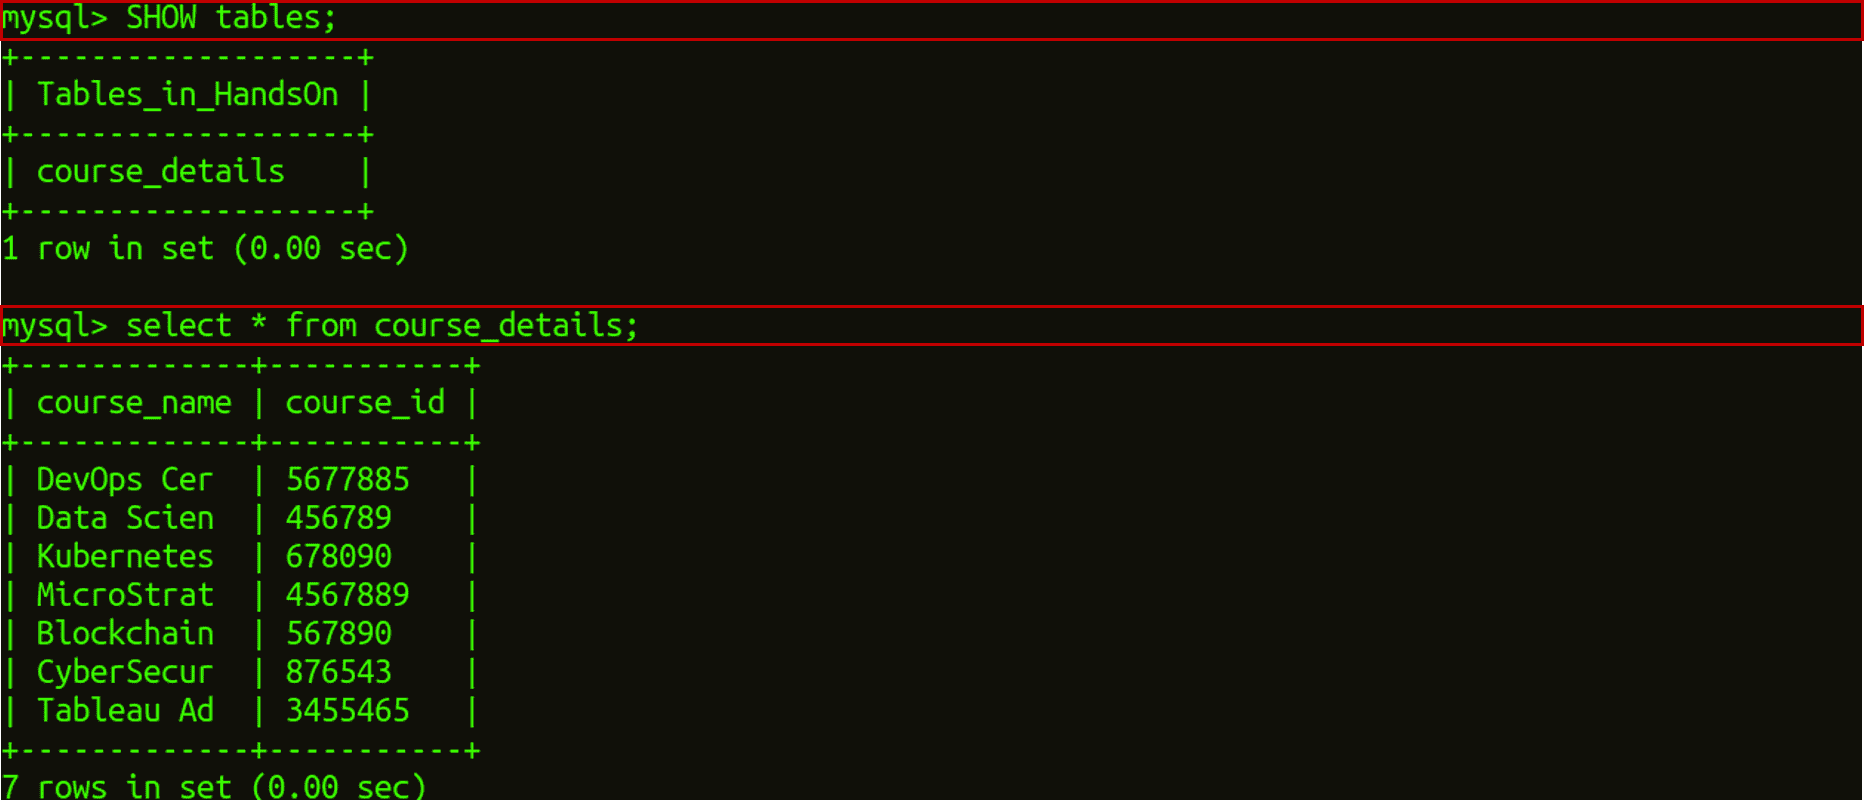 mysql> SHOW tables;
+-------------------+
| Tables_in_HandsOn |
+-------------------+
| course_details    |
+-------------------+
1 row in set (0.00 sec)
mysql> select * from course_details;
+-------------+-----------+
| course_name | course_id |
+-------------+-----------+
| DevOps Cer  | 5677885   |
| Data Scien  | 456789    |
| Kubernetes  | 678090    |
| MicroStrat  | 4567889   |
| Blockchain  | 567890    |
| CyberSecur  | 876543    |
| Tableau Ad  | 3455465   |
+-------------+-----------+
7 rows in set (0.00 sec)